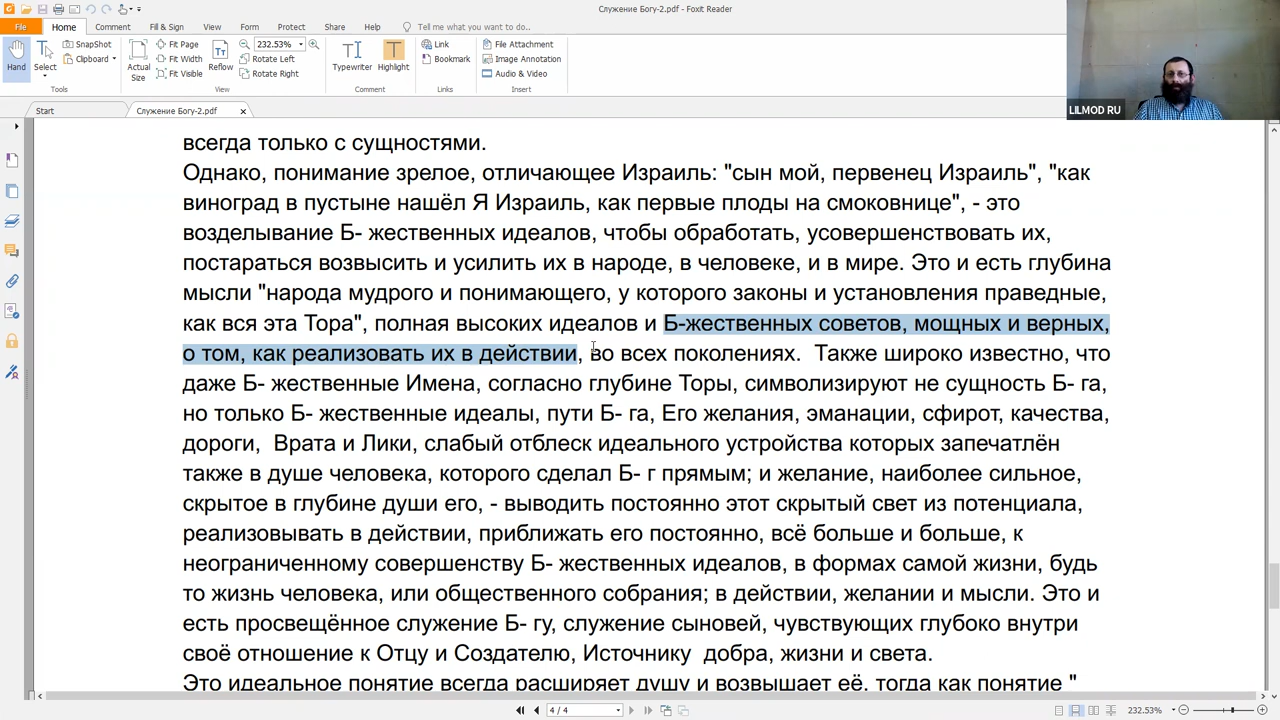 Служение Богу-2.pdf - Foxit Reader
File Home Comment Fill & Sign View Form Protect Share Help Tell me what you want to do..
Hand
Select
SnapShot
Clipboard
Actual Size
Fit Page
Fit Width
Fit Visible
Reflow
232.53%
Rotate Left
Rotate Right
Typewriter
Highlight
Link
Bookmark
File Attachment
Image Annotation
Audio & Video
Tools View Comment Links Insert
LILMOD RU
Start Служение Богу-2.pdf
всегда только с сущностями.
Однако, понимание зрелое, отличающее Израиль: "сын мой, первенец Израиль", "как
виноград в пустыне нашёл Я Израиль, как первые плоды на смоковнице", - это
возделывание Б- жественных идеалов, чтобы обработать, усовершенствовать их,
постараться возвысить и усилить их в народе, в человеке, и в мире. Это и есть глубина
мысли "народа мудрого и понимающего, у которого законы и установления праведные,
как вся эта Тора", полная высоких идеалов и Б-жественных советов, мощных и верных,
о том, как реализовать их в действии, во всех поколениях.  Также широко известно, что
даже Б- жественные Имена, согласно глубине Торы, символизируют не сущность Б- га,
но только Б- жественные идеалы, пути Б- га, Его желания, эманации, сфирот, качества,
дороги,  Врата и Лики, слабый отблеск идеального устройства которых запечатлён
также в душе человека, которого сделал Б- г прямым; и желание, наиболее сильное,
скрытое в глубине души его, - выводить постоянно этот скрытый свет из потенциала,
реализовывать в действии, приближать его постоянно, всё больше и больше, к
неограниченному совершенству Б- жественных идеалов, в формах самой жизни, будь
то жизнь человека, или общественного собрания; в действии, желании и мысли. Это и
есть просвещённое служение Б- гу, служение сыновей, чувствующих глубоко внутри
своё отношение к Отцу и Создателю, Источнику  добра, жизни и света.
Это идеальное понятие всегда расширяет душу и возвышает её, тогда как понятие "
4 / 4
232.53%